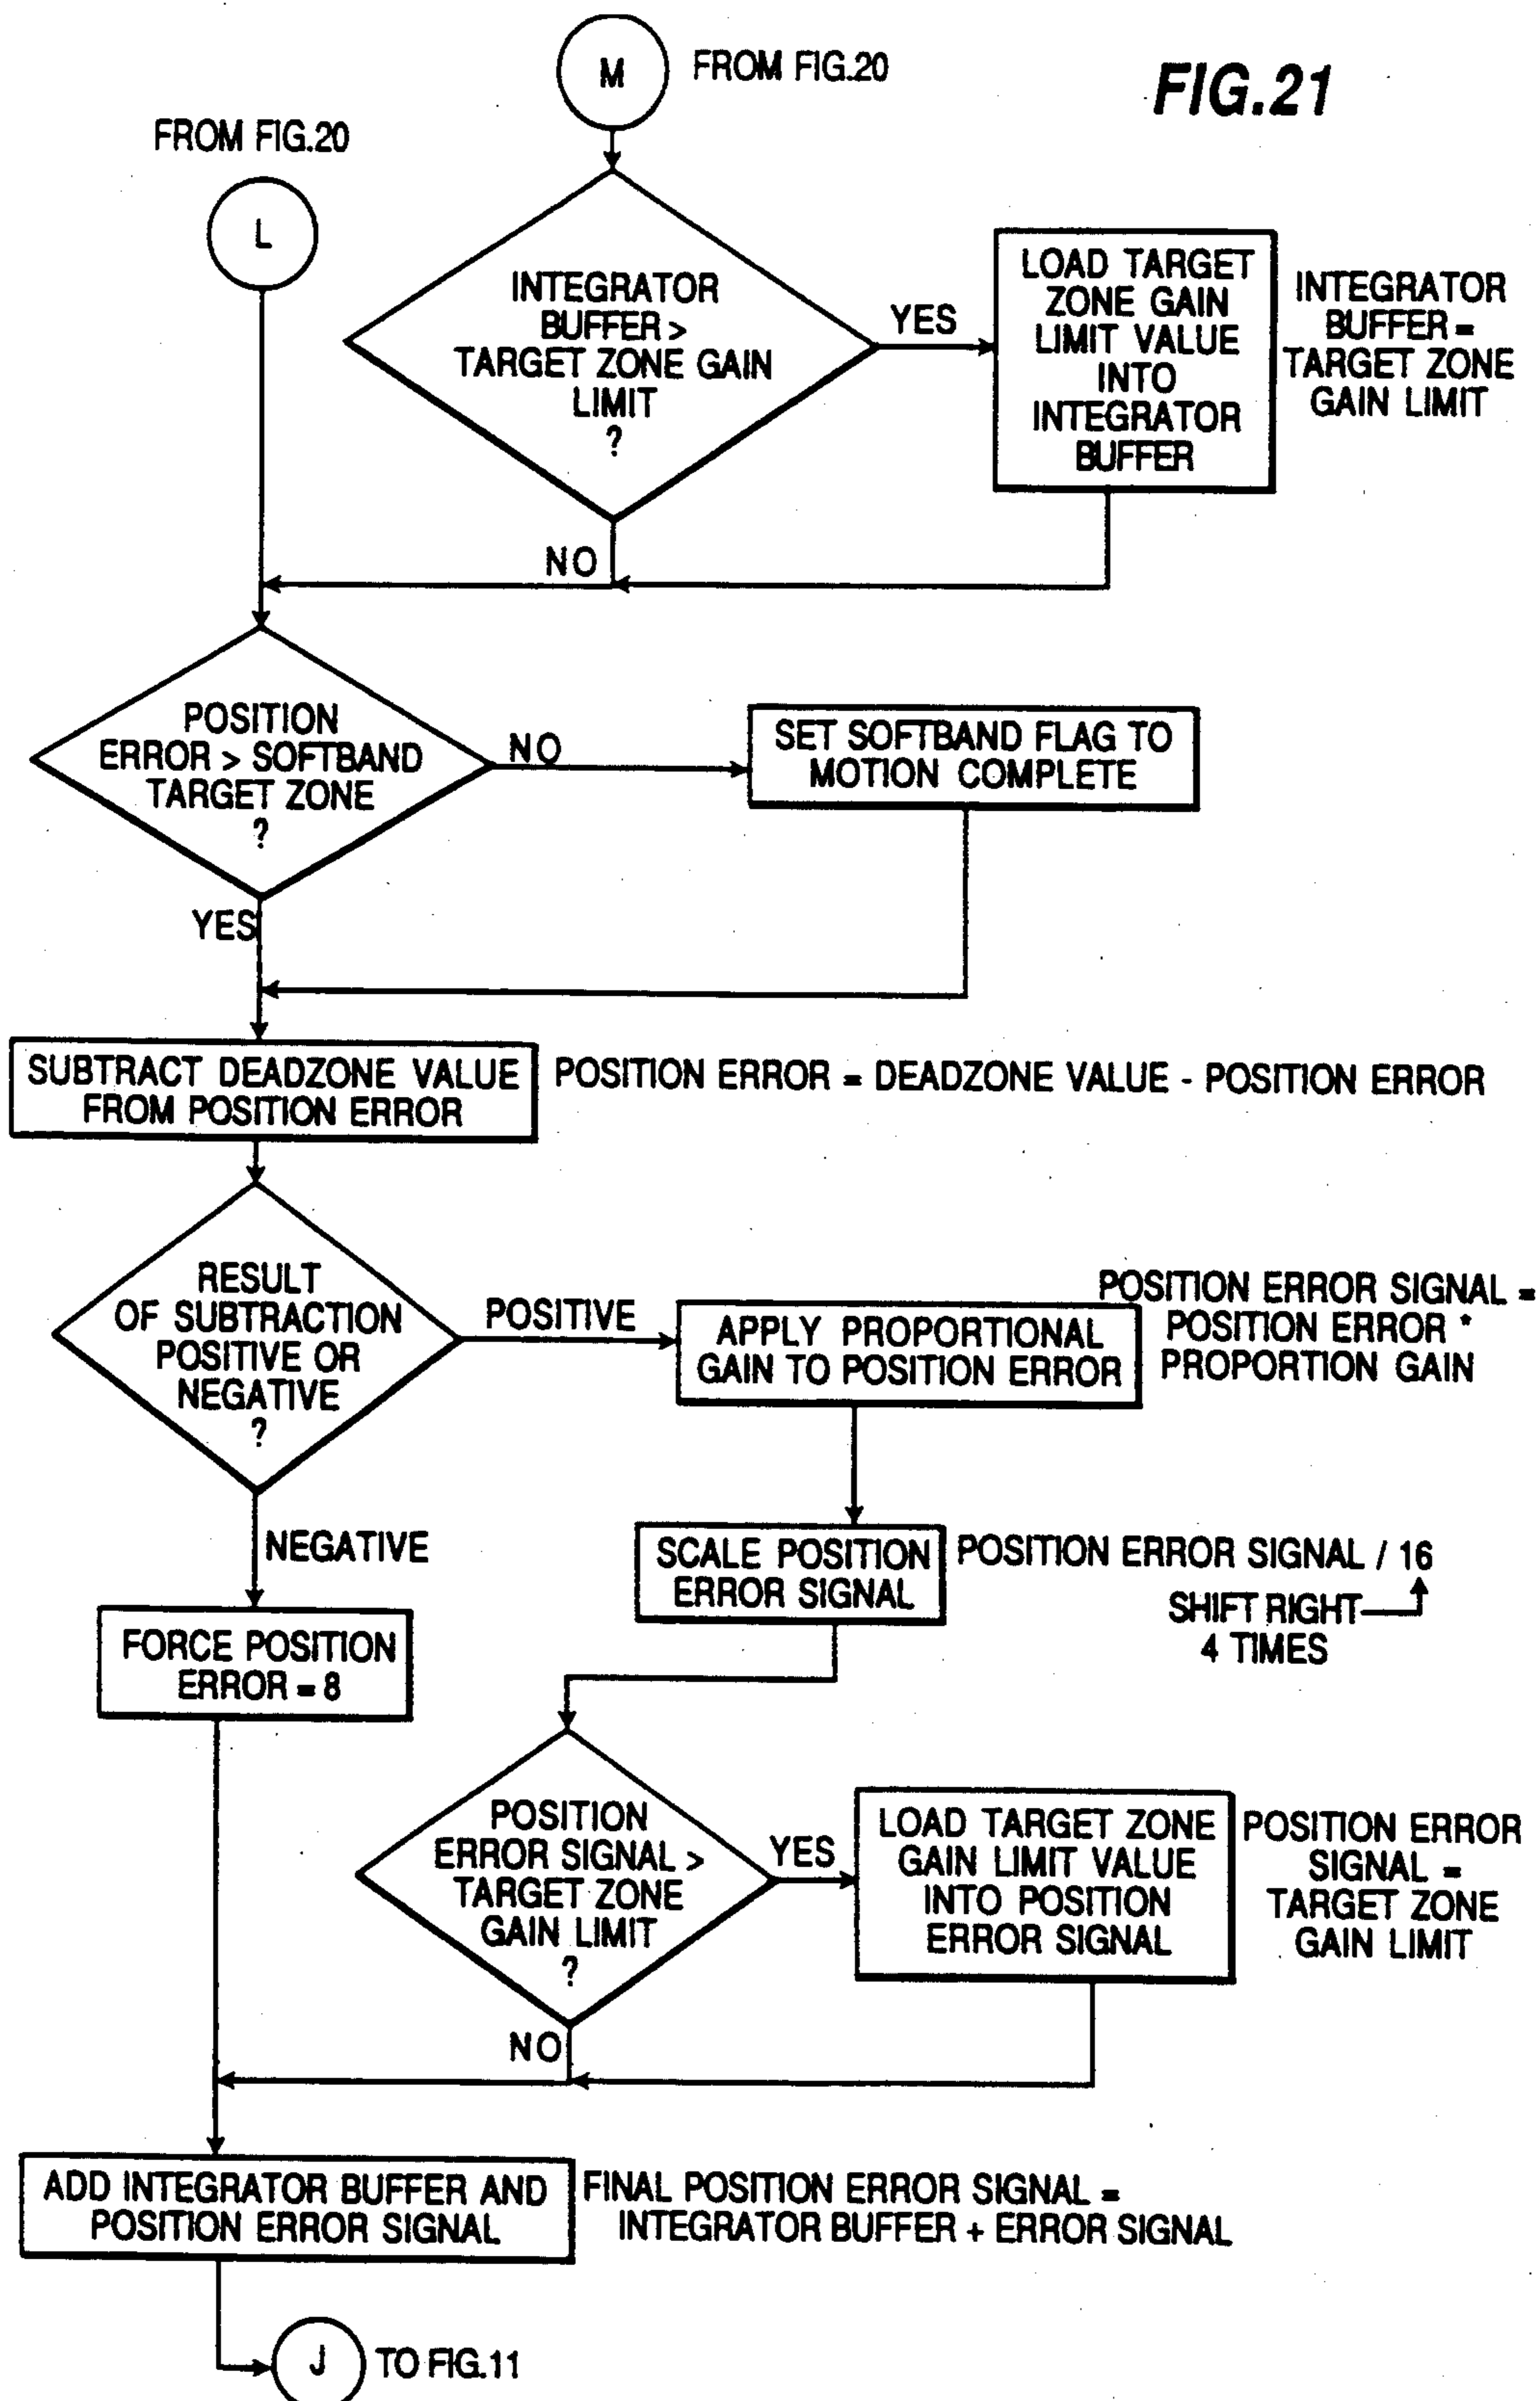 M
FROM FIG.20
FIG.21
FROM FIG.20
L
INTEGRATOR
BUFFER >
TARGET ZONE GAIN
LIMIT
?
YES
LOAD TARGET
ZONE GAIN
LIMIT VALUE
INTO
INTEGRATOR
BUFFER
INTEGRATOR
BUFFER =
TARGET ZONE
GAIN LIMIT
NO
POSITION
ERROR > SOFTBAND
TARGET ZONE
?
NO
SET SOFTBAND FLAG TO
MOTION COMPLETE
YES
SUBTRACT DEADZONE VALUE
FROM POSITION ERROR
POSITION ERROR = DEADZONE VALUE - POSITION ERROR
RESULT
OF SUBTRACTION
POSITIVE OR
NEGATIVE
?
POSITIVE
APPLY PROPORTIONAL
GAIN TO POSITION ERROR
POSITION ERROR SIGNAL =
POSITION ERROR *
PROPORTION GAIN
NEGATIVE
SCALE POSITION
ERROR SIGNAL
POSITION ERROR SIGNAL / 16
SHIFT RIGHT
4 TIMES
FORCE POSITION
ERROR = 8
POSITION
ERROR SIGNAL >
TARGET ZONE
GAIN LIMIT
?
YES
LOAD TARGET ZONE
GAIN LIMIT VALUE
INTO POSITION
ERROR SIGNAL
POSITION ERROR
SIGNAL =
TARGET ZONE
GAIN LIMIT
NO
ADD INTEGRATOR BUFFER AND
POSITION ERROR SIGNAL
FINAL POSITION ERROR SIGNAL =
INTEGRATOR BUFFER + ERROR SIGNAL
J
TO FIG.11